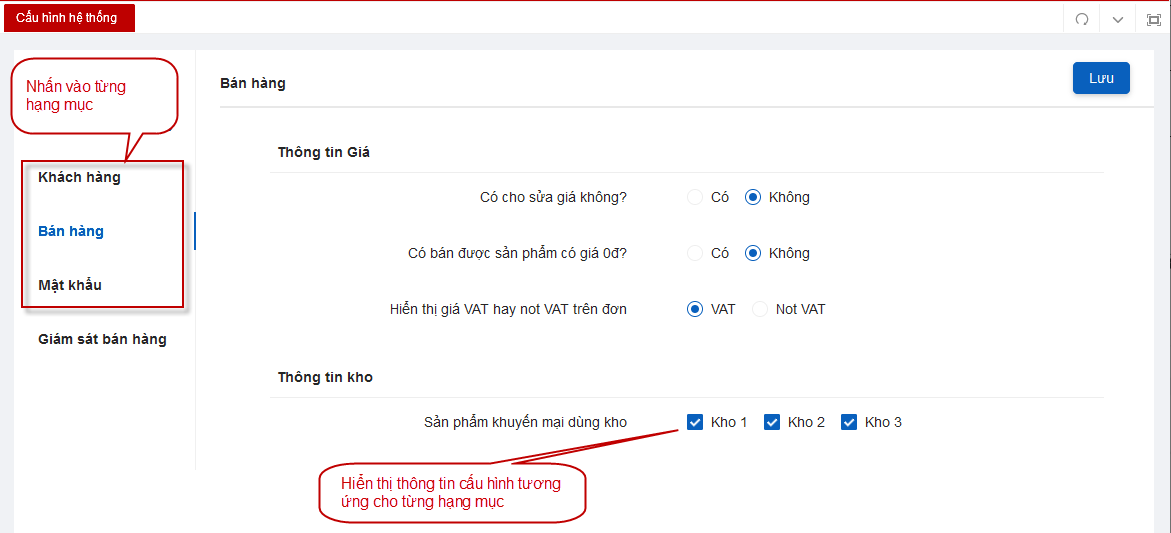 Cấu hình hệ thống
Nhấn vào từng
hạng mục
Khách hàng
Bán hàng
Mật khẩu
Giám sát bán hàng
Bán hàng
Lưu
Thông tin Giá
Có cho sửa giá không?
Có
Không
Có bán được sản phẩm có giá 0đ?
Có
Không
Hiển thị giá VAT hay not VAT trên đơn
VAT
Not VAT
Thông tin kho
Sản phẩm khuyến mại dùng kho
Kho 1
Kho 2
Kho 3
Hiển thị thông tin cấu hình tương
ứng cho từng hạng mục